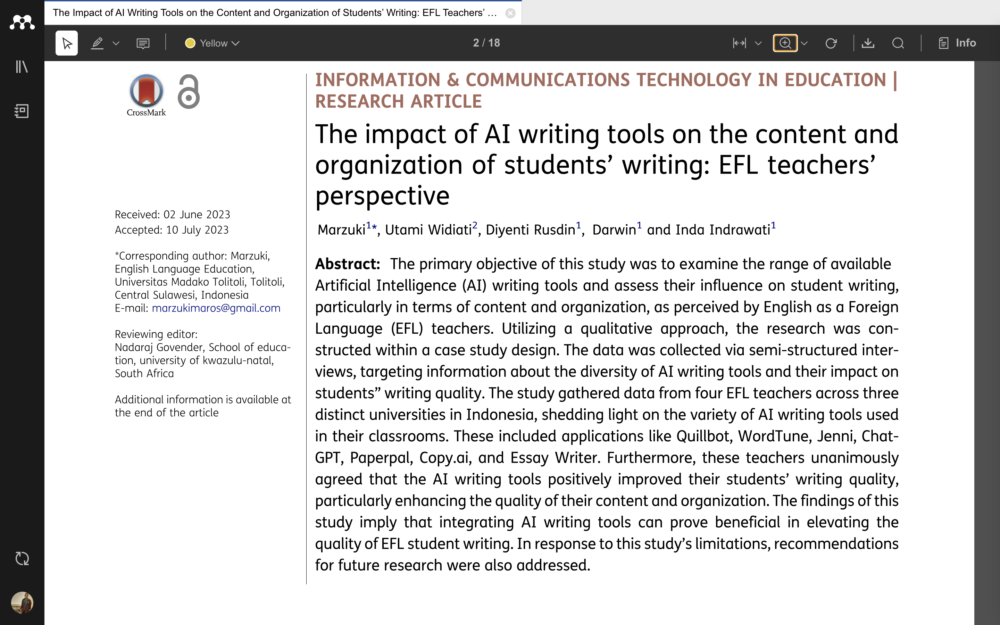 The Impact of AI Writing Tools on the Content and Organization of Students’ Writing: EFL Teachers’ ...
Yellow
2 / 18
Info
CrossMark
Received: 02 June 2023
Accepted: 10 July 2023
*Corresponding author: Marzuki,
English Language Education,
Universitas Madako Tolitoli, Tolitoli,
Central Sulawesi, Indonesia
E-mail: marzukimaros@gmail.com
Reviewing editor:
Nadaraj Govender, School of educa-
tion, university of kwazulu-natal,
South Africa
Additional information is available at
the end of the article
INFORMATION & COMMUNICATIONS TECHNOLOGY IN EDUCATION |
RESEARCH ARTICLE
The impact of AI writing tools on the content and
organization of students’ writing: EFL teachers’
perspective
Marzuki1*, Utami Widiati2, Diyenti Rusdin1, Darwin1 and Inda Indrawati1
Abstract: The primary objective of this study was to examine the range of available
Artificial Intelligence (AI) writing tools and assess their influence on student writing,
particularly in terms of content and organization, as perceived by English as a Foreign
Language (EFL) teachers. Utilizing a qualitative approach, the research was con-
structed within a case study design. The data was collected via semi-structured inter-
views, targeting information about the diversity of AI writing tools and their impact on
students” writing quality. The study gathered data from four EFL teachers across three
distinct universities in Indonesia, shedding light on the variety of AI writing tools used
in their classrooms. These included applications like Quillbot, WordTune, Jenni, Chat-
GPT, Paperpal, Copy.ai, and Essay Writer. Furthermore, these teachers unanimously
agreed that the AI writing tools positively improved their students’ writing quality,
particularly enhancing the quality of their content and organization. The findings of this
study imply that integrating AI writing tools can prove beneficial in elevating the
quality of EFL student writing. In response to this study’s limitations, recommendations
for future research were also addressed.